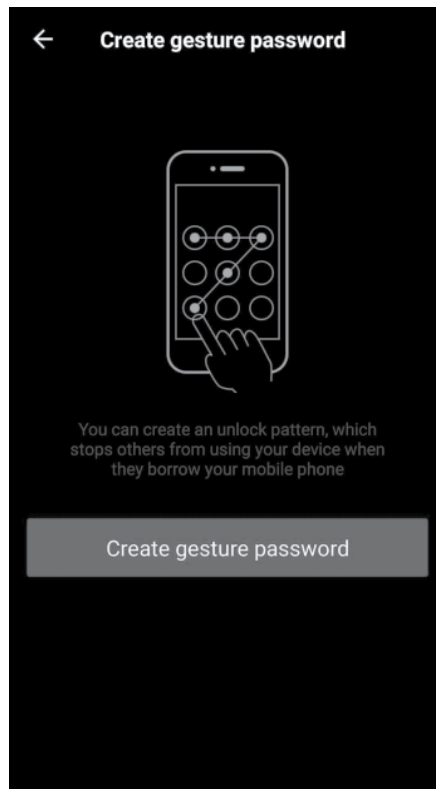 Create gesture password
You can create an unlock pattern, which
stops others from using your device when
they borrow your mobile phone
Create gesture password